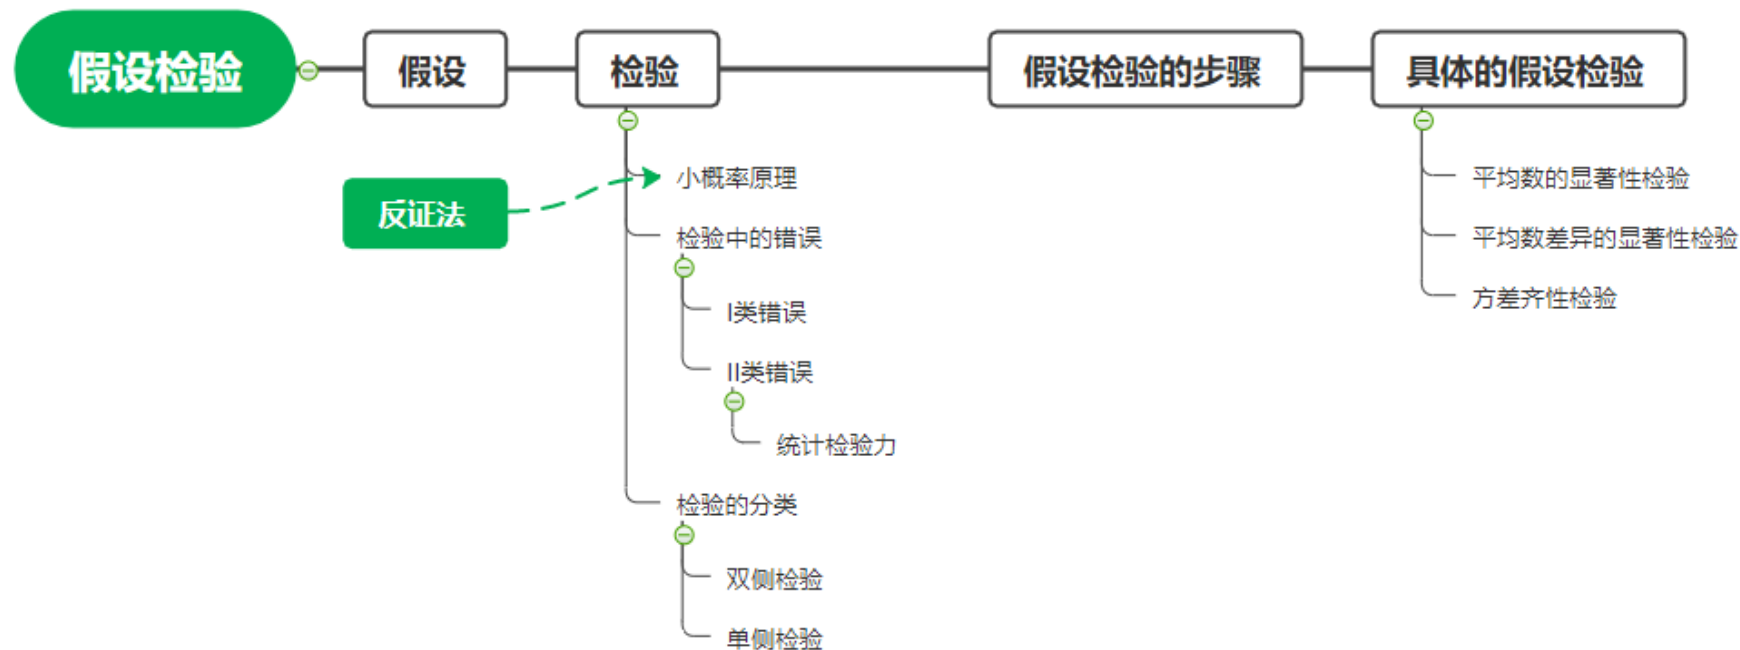 假设检验
假设
检验
假设检验的步骤
具体的假设检验
反证法
小概率原理
检验中的错误
I类错误
II类错误
统计检验力
检验的分类
双侧检验
单侧检验
平均数的显著性检验
平均数差异的显著性检验
方差齐性检验